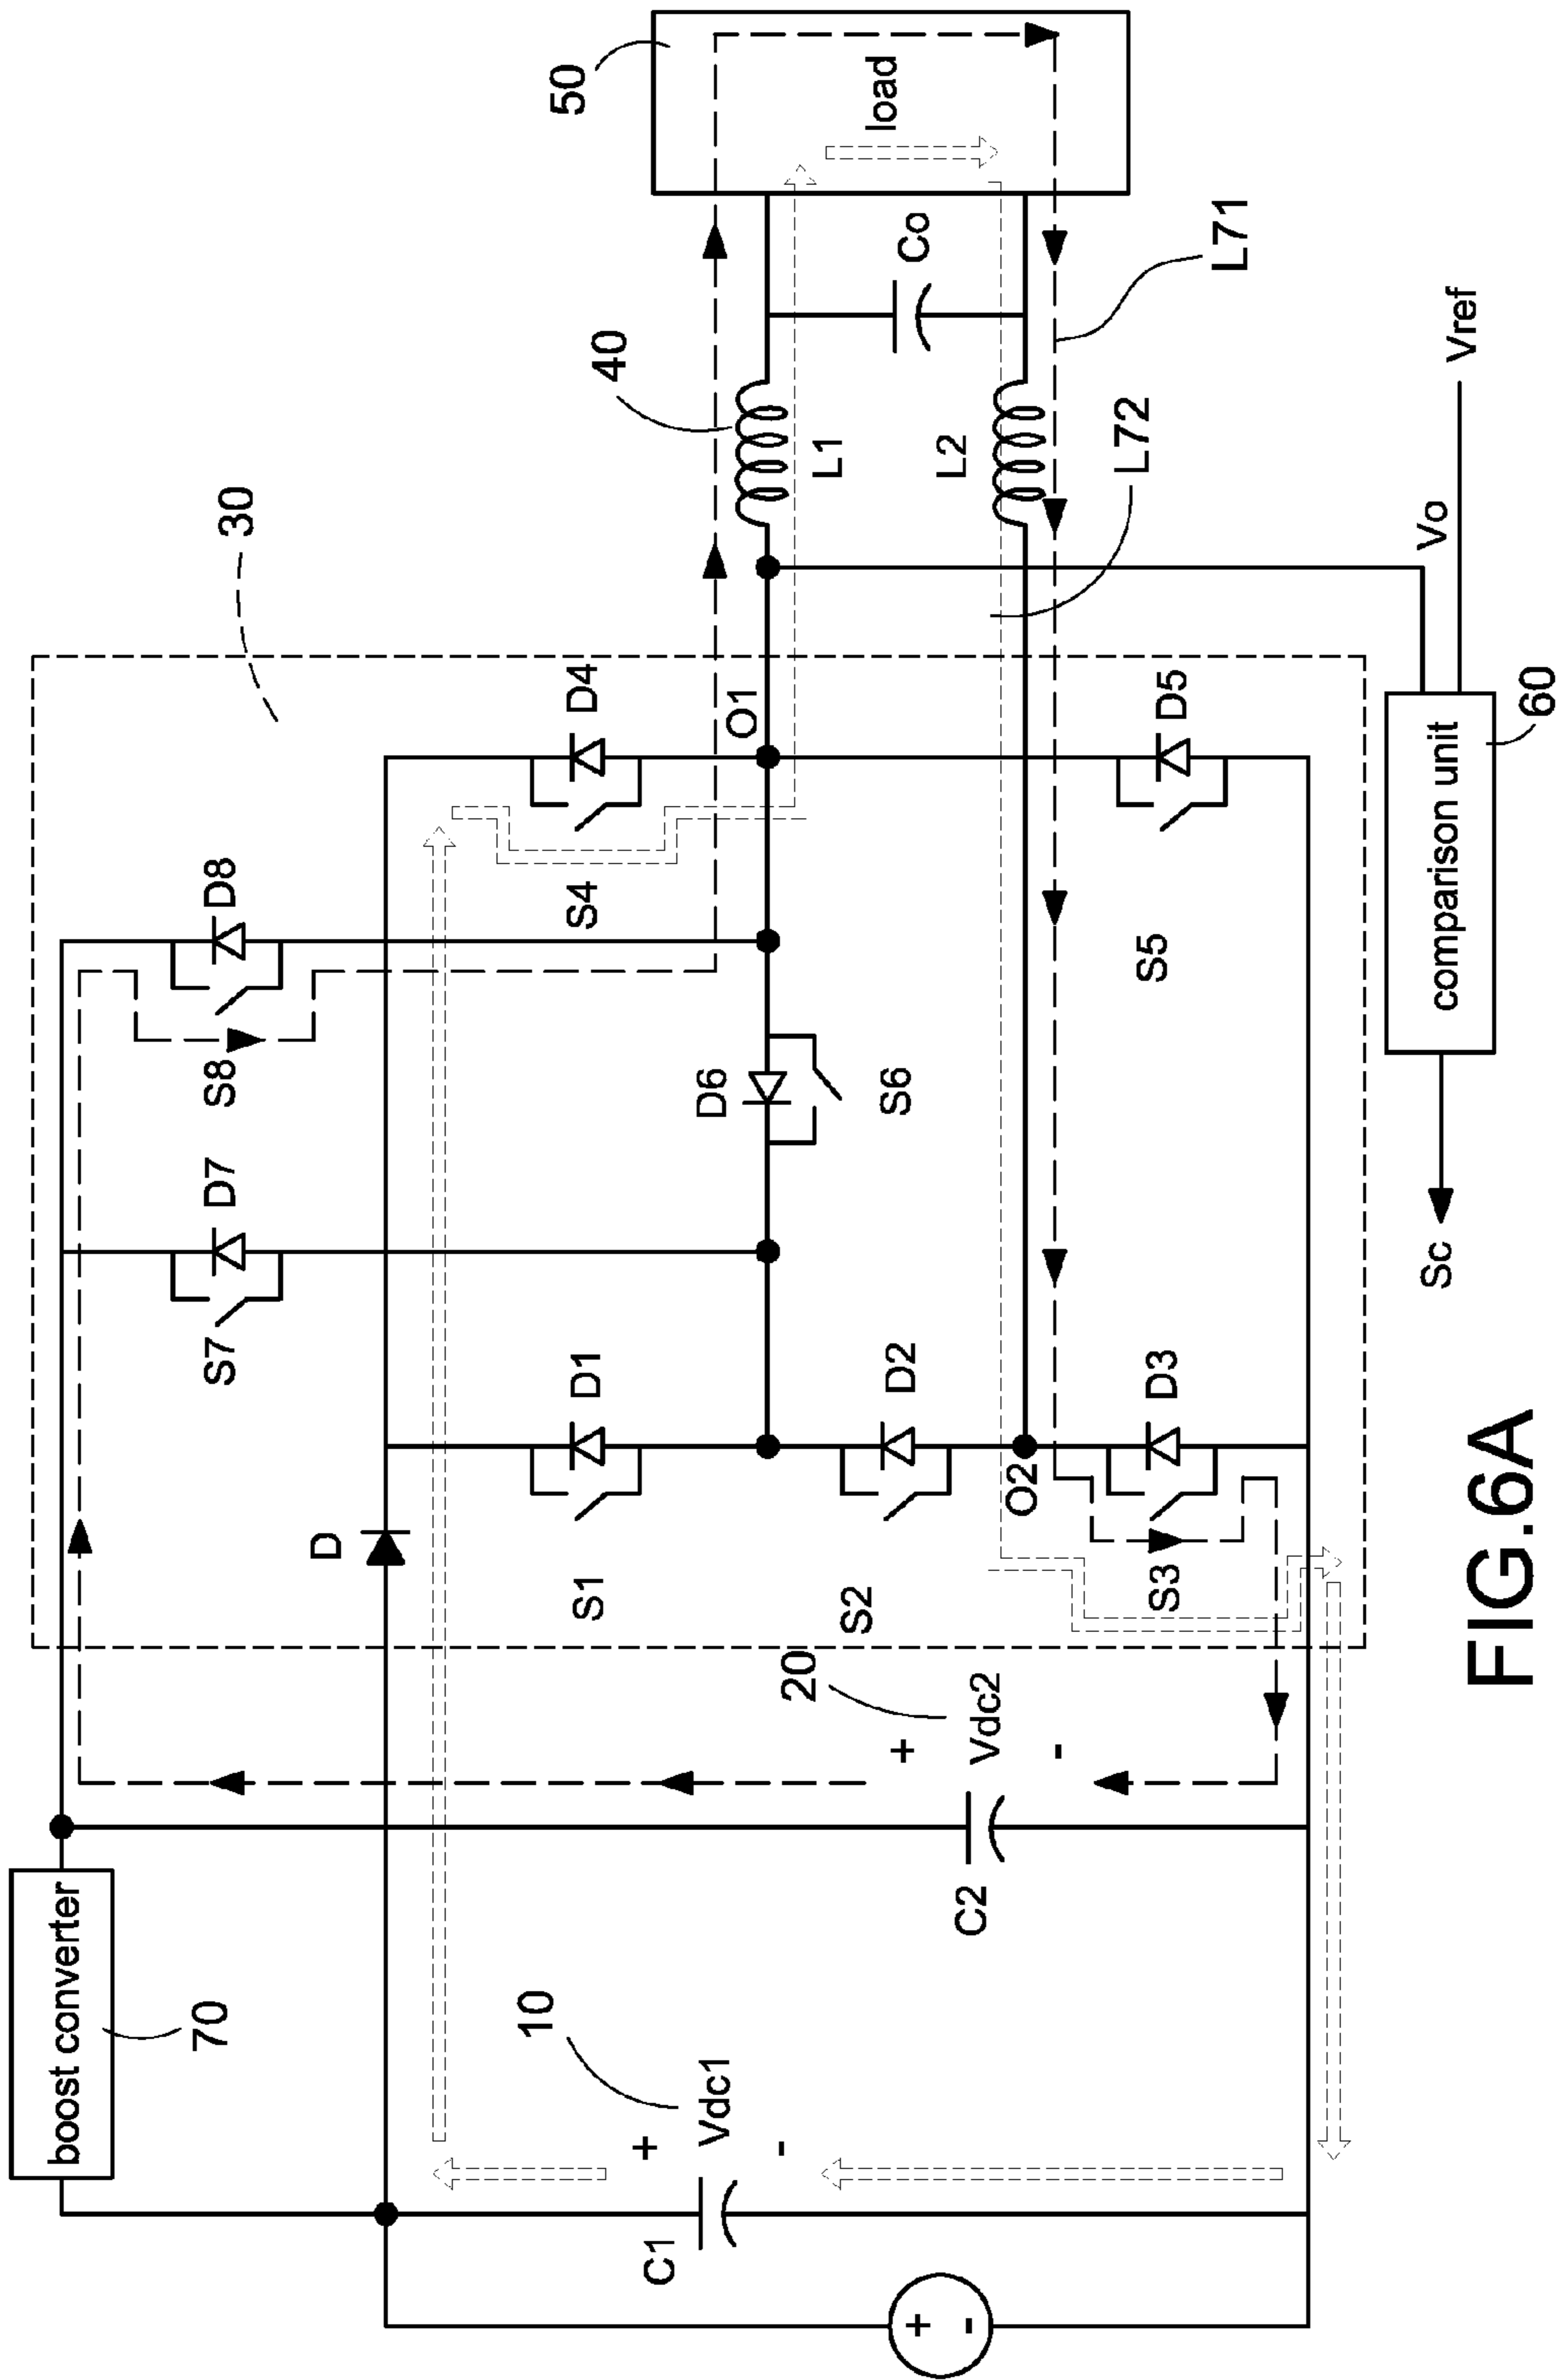 boost converter
70
10
+
Vdc1
-
C1
+
-
20
+
Vdc2
-
C2
30
D
S7
D7
S8
D8
S1
D1
S4
D4
D6
S6
O1
S2
D2
O2
S3
D3
S5
D5
40
L1
L2
Co
50
load
L72
L71
Vo
Vref
comparison unit
60
Sc
FIG.6A